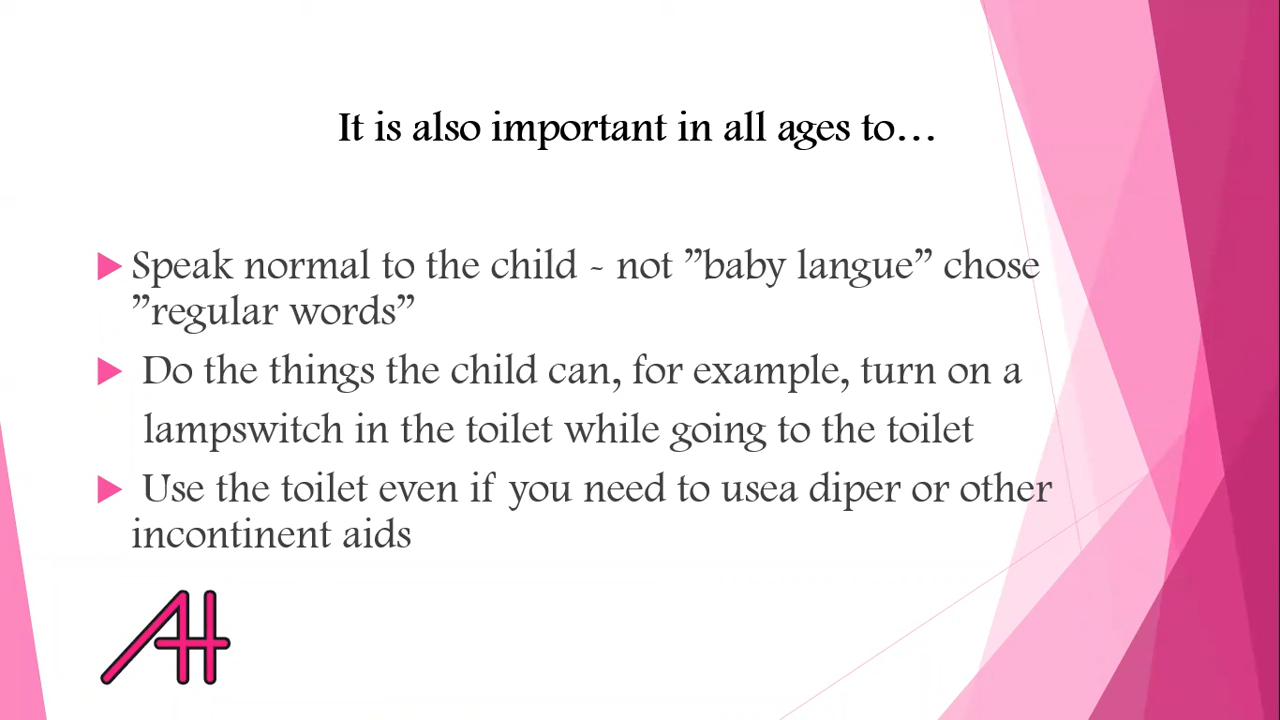 It is also important in all ages to…
Speak normal to the child - not ”baby langue” chose
”regular words”
Do the things the child can, for example, turn on a
lampswitch in the toilet while going to the toilet
Use the toilet even if you need to usea diper or other
incontinent aids
AH